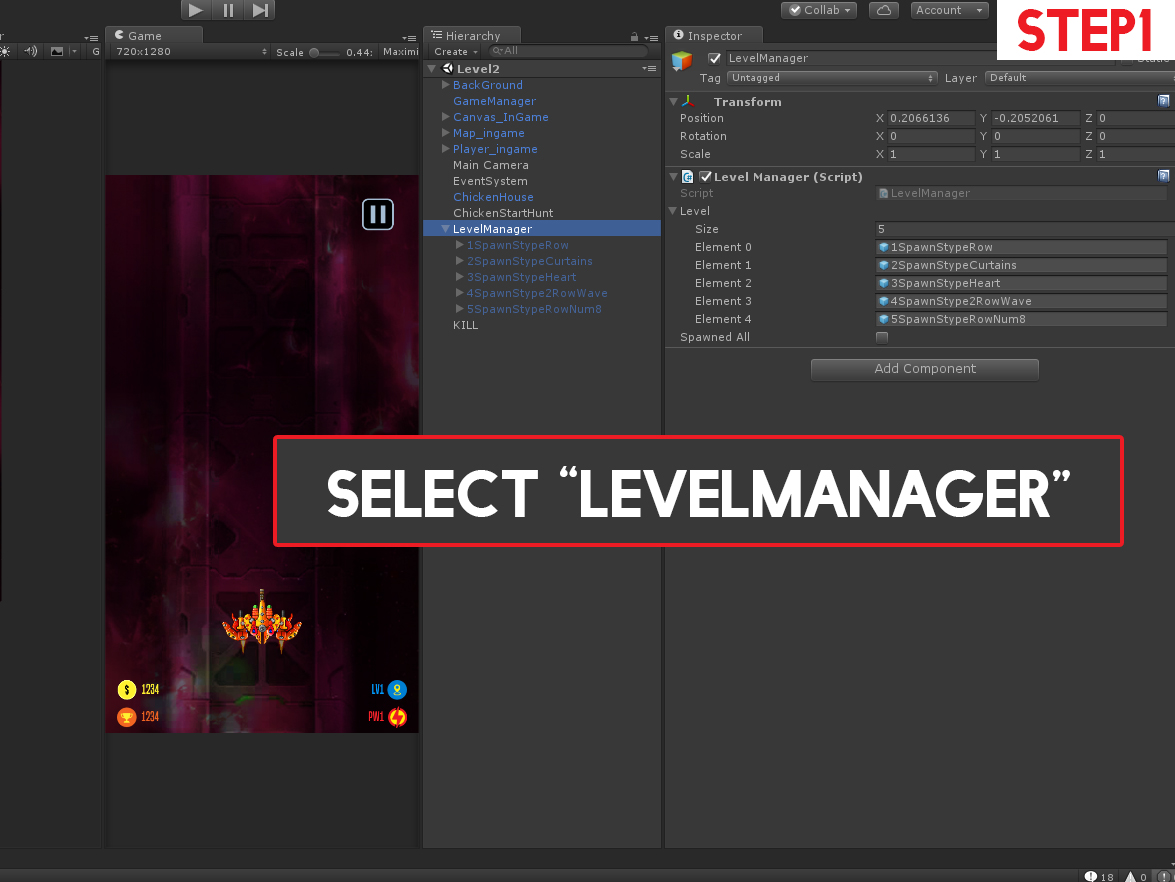 Collab
Account
STEP1
Game
720x1280
Scale
0.44:
Maximi
G
Hierarchy
Create
All
Level2
BackGround
GameManager
Canvas_InGame
Map_ingame
Player_ingame
Main Camera
EventSystem
ChickenHouse
ChickenStartHunt
LevelManager
1SpawnStypeRow
2SpawnStypeCurtains
3SpawnStypeHeart
4SpawnStype2RowWave
5SpawnStypeRowNum8
KILL
Inspector
LevelManager
Static
Tag Untagged Layer Default
Transform
Position X 0.2066136 Y -0.2052061 Z 0
Rotation X 0 Y 0 Z 0
Scale X 1 Y 1 Z 1
Level Manager (Script)
Script LevelManager
Level
Size 5
Element 0 1SpawnStypeRow
Element 1 2SpawnStypeCurtains
Element 2 3SpawnStypeHeart
Element 3 4SpawnStype2RowWave
Element 4 5SpawnStypeRowNum8
Spawned All
Add Component
SELECT “LEVELMANAGER”
$ 1234
1234
LV1
PW1
18 0